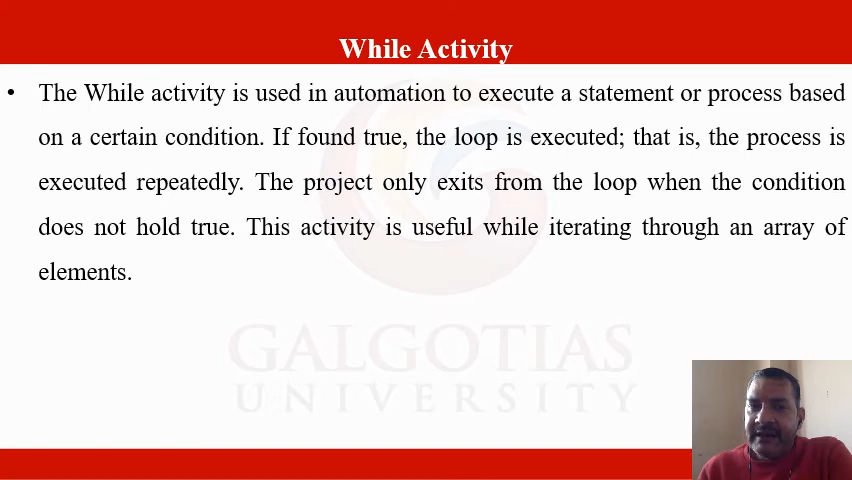 While Activity
• The While activity is used in automation to execute a statement or process based
on a certain condition. If found true, the loop is executed; that is, the process is
executed repeatedly. The project only exits from the loop when the condition
does not hold true. This activity is useful while iterating through an array of
elements.
GALGOTIAS
UNIVERSITY